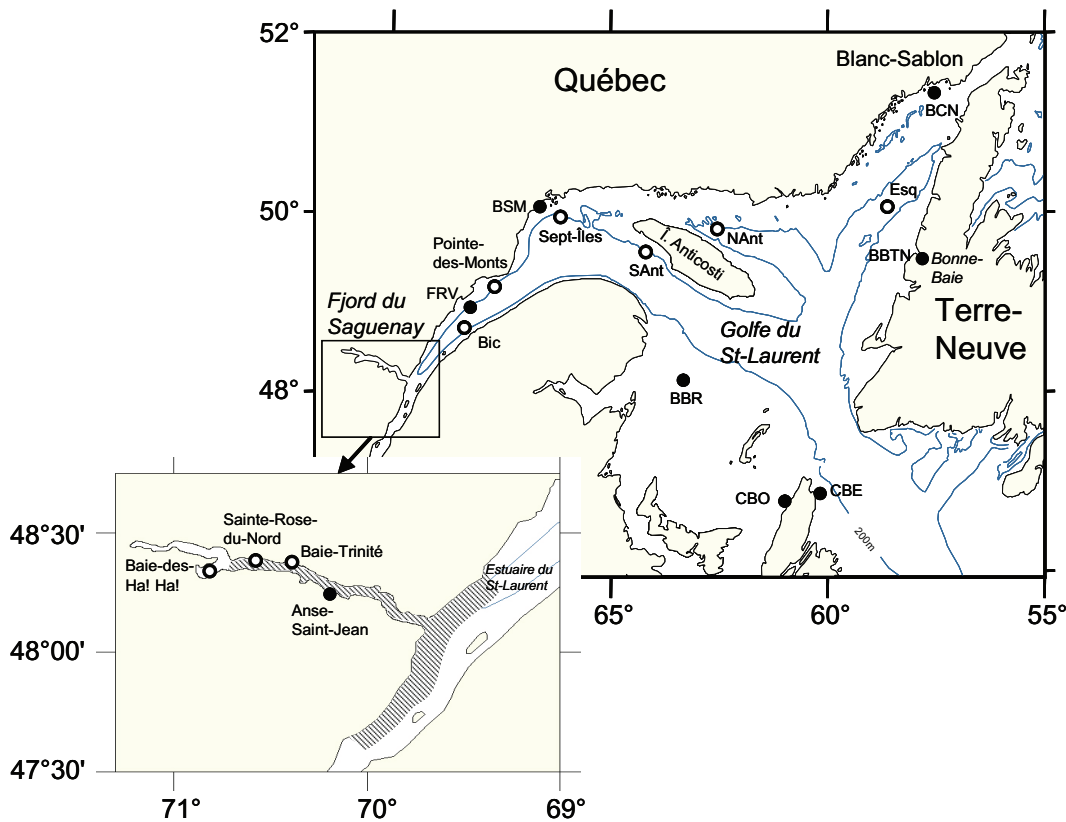 52°
Québec
Blanc-Sablon
BCN
50°
BSM
Sept-Îles
Esq
NAnt
Î. Anticosti
SAnt
Pointe-
des-Monts
BBTN
Bonne-
Baie
FRV
Fjord du
Saguenay
Bic
Golfe du
St-Laurent
Terre-
Neuve
48°
BBR
CBO
CBE
200m
65°
60°
55°
48°30'
Sainte-Rose-
du-Nord
Baie-Trinité
Baie-des-
Ha! Ha!
Estuaire du
St-Laurent
Anse-
Saint-Jean
48°00'
47°30'
71°
70°
69°